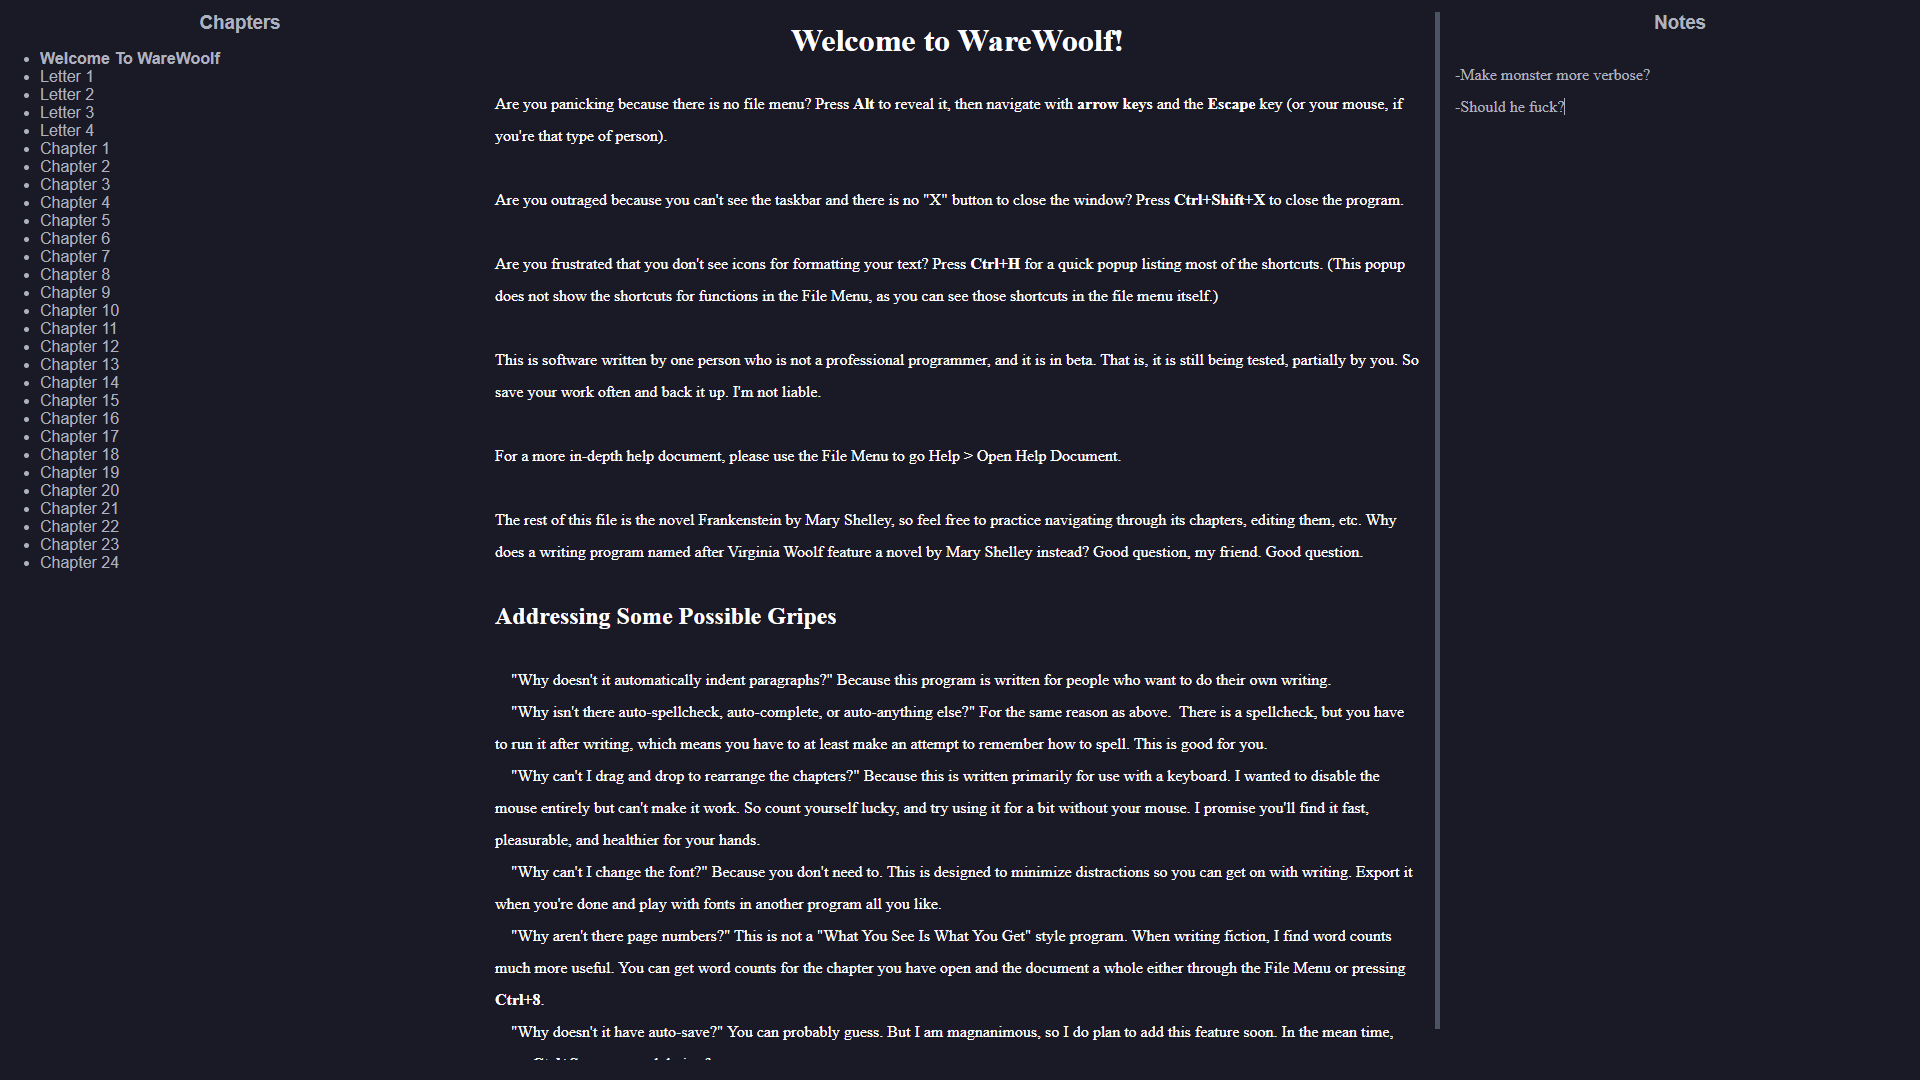 Chapters
Welcome To WareWoolf
Letter 1
Letter 2
Letter 3
Letter 4
Chapter 1
Chapter 2
Chapter 3
Chapter 4
Chapter 5
Chapter 6
Chapter 7
Chapter 8
Chapter 9
Chapter 10
Chapter 11
Chapter 12
Chapter 13
Chapter 14
Chapter 15
Chapter 16
Chapter 17
Chapter 18
Chapter 19
Chapter 20
Chapter 21
Chapter 22
Chapter 23
Chapter 24
Welcome to WareWoolf!
Are you panicking because there is no file menu? Press Alt to reveal it, then navigate with arrow keys and the Escape key (or your mouse, if
you're that type of person).
Are you outraged because you can't see the taskbar and there is no "X" button to close the window? Press Ctrl+Shift+X to close the program.
Are you frustrated that you don't see icons for formatting your text? Press Ctrl+H for a quick popup listing most of the shortcuts. (This popup
does not show the shortcuts for functions in the File Menu, as you can see those shortcuts in the file menu itself.)
This is software written by one person who is not a professional programmer, and it is in beta. That is, it is still being tested, partially by you. So
save your work often and back it up. I'm not liable.
For a more in-depth help document, please use the File Menu to go Help > Open Help Document.
The rest of this file is the novel Frankenstein by Mary Shelley, so feel free to practice navigating through its chapters, editing them, etc. Why
does a writing program named after Virginia Woolf feature a novel by Mary Shelley instead? Good question, my friend. Good question.
Addressing Some Possible Gripes
"Why doesn't it automatically indent paragraphs?" Because this program is written for people who want to do their own writing.
"Why isn't there auto-spellcheck, auto-complete, or auto-anything else?" For the same reason as above.  There is a spellcheck, but you have
to run it after writing, which means you have to at least make an attempt to remember how to spell. This is good for you.
"Why can't I drag and drop to rearrange the chapters?" Because this is written primarily for use with a keyboard. I wanted to disable the
mouse entirely but can't make it work. So count yourself lucky, and try using it for a bit without your mouse. I promise you'll find it fast,
pleasurable, and healthier for your hands.
"Why can't I change the font?" Because you don't need to. This is designed to minimize distractions so you can get on with writing. Export it
when you're done and play with fonts in another program all you like.
"Why aren't there page numbers?" This is not a "What You See Is What You Get" style program. When writing fiction, I find word counts
much more useful. You can get word counts for the chapter you have open and the document a whole either through the File Menu or pressing
Ctrl+8.
"Why doesn't it have auto-save?" You can probably guess. But I am magnanimous, so I do plan to add this feature soon. In the mean time,
Notes
-Make monster more verbose?
-Should he fuck?